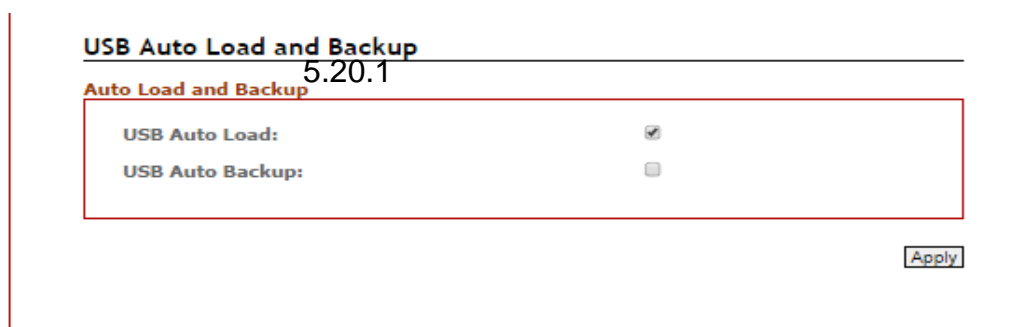 USB Auto Load and Backup
5.20.1
Auto Load and Backup
USB Auto Load:
USB Auto Backup:
Apply